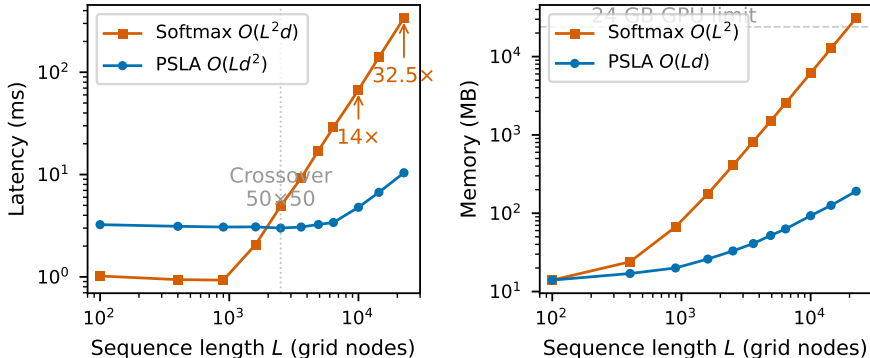 Softmax O(L²d)
PSLA O(Ld²)
32.5×
14×
Crossover
50×50
10²
10¹
10⁰
Latency (ms)
10²
10³
10⁴
Sequence length L (grid nodes)
24 GB GPU limit
Softmax O(L²)
PSLA O(Ld)
10⁴
10³
10²
10¹
Memory (MB)
10²
10³
10⁴
Sequence length L (grid nodes)